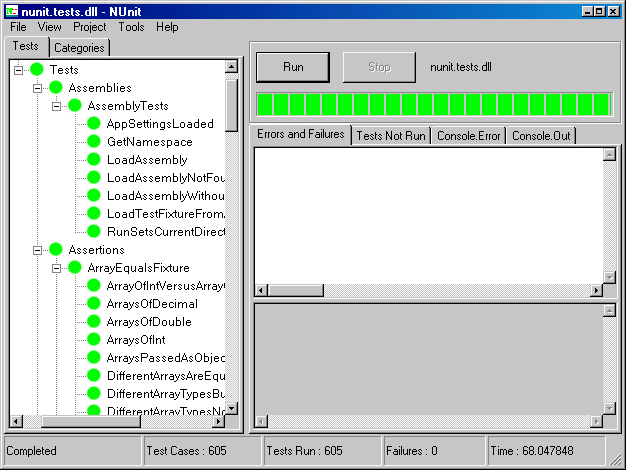 nunit.tests.dll - NUnit
File View Project Tools Help
Tests Categories
Tests
Assemblies
AssemblyTests
AppSettingsLoaded
GetNamespace
LoadAssembly
LoadAssemblyNotFou
LoadAssemblyWithou
LoadTestFixtureFrom
RunSetsCurrentDirect
Assertions
ArrayEqualsFixture
ArrayOfIntVersusArray
ArraysOfDecimal
ArraysOfDouble
ArraysOfInt
ArraysPassedAsObjec
DifferentArraysAreEqu
DifferentArrayTypesBu
DifferentArrayTypesNo
Run Stop nunit.tests.dll
Errors and Failures Tests Not Run Console.Error Console.Out
Completed Test Cases : 605 Tests Run : 605 Failures : 0 Time : 68.047848